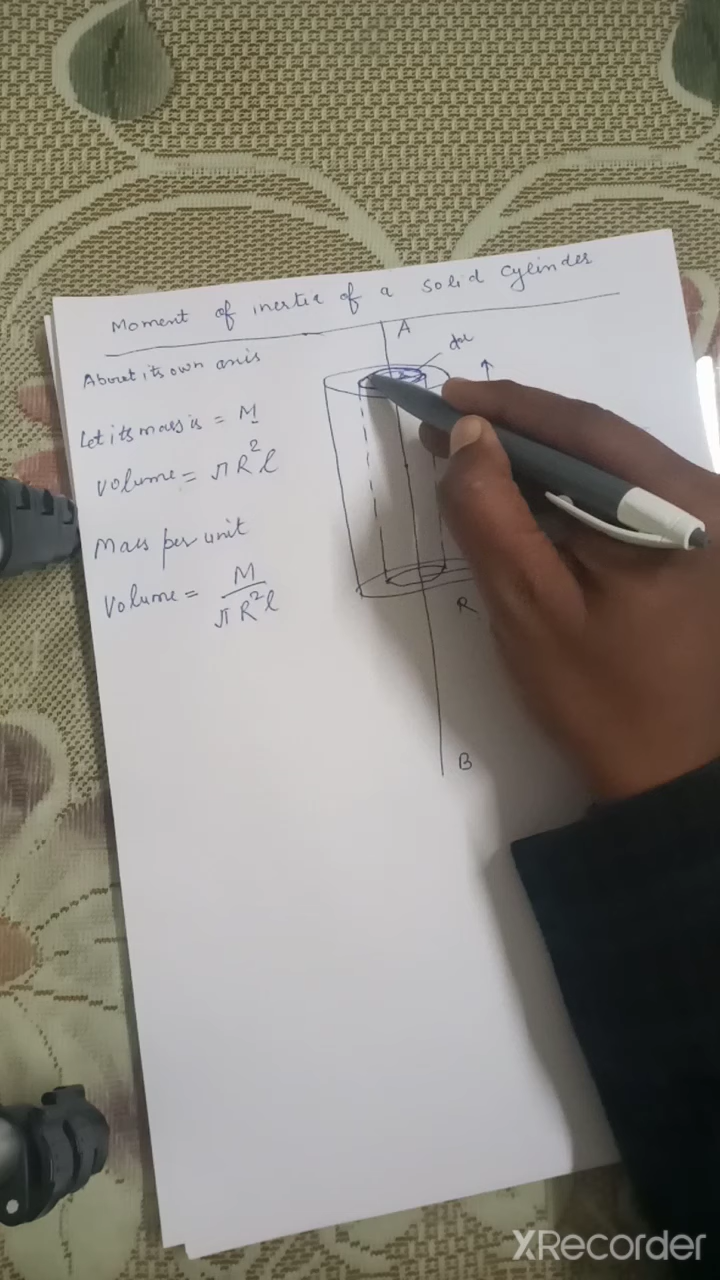 Moment of inertia of a solid cylinder
About its own axis
Let its mass is = M
volume = πR²l
Mass per unit
volume = M / πR²l
A
dx
R
B
XRecorder